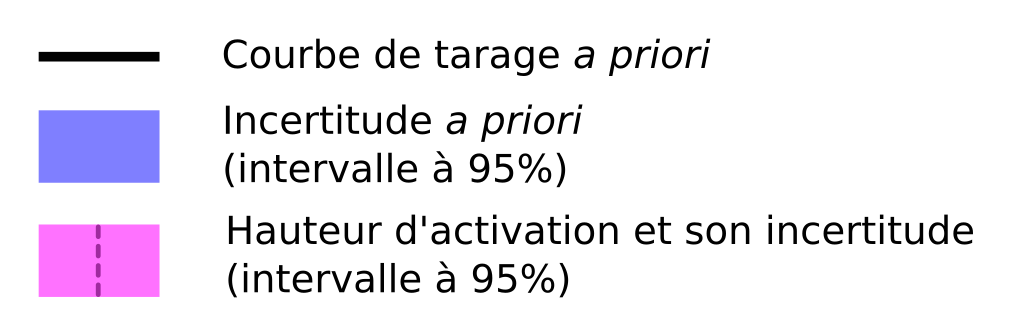 Courbe de tarage a priori
Incertitude a priori
(intervalle à 95%)
Hauteur d'activation et son incertitude
(intervalle à 95%)